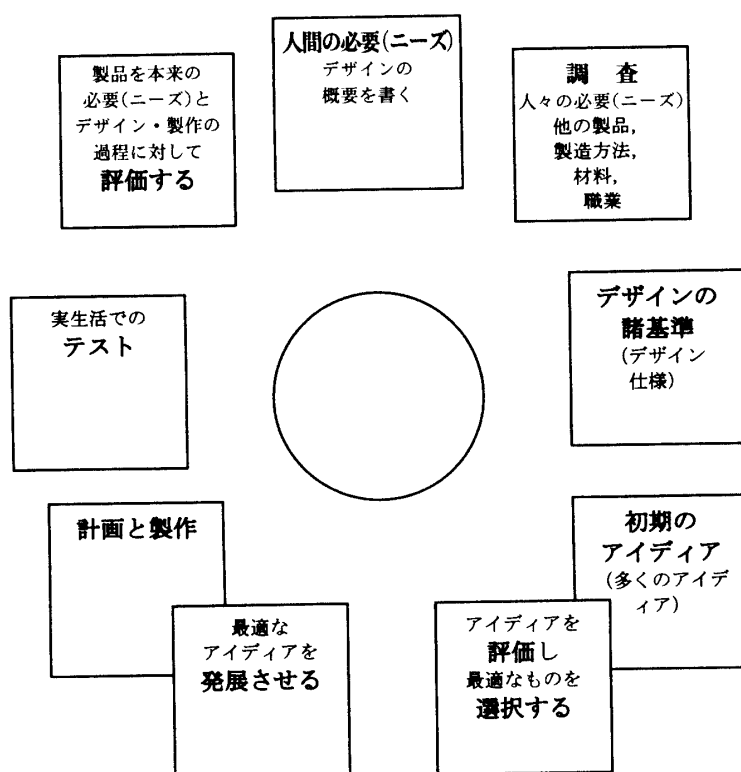 人間の必要(ニーズ)
デザインの
概要を書く
調 査
人々の必要(ニーズ)
他の製品,
製造方法,
材料,
職業
デザインの
諸基準
(デザイン
仕様)
初期の
アイディア
(多くのアイデ
ィア)
アイディアを
評価し
最適なものを
選択する
最適な
アイディアを
発展させる
計画と製作
実生活での
テスト
製品を本来の
必要(ニーズ)と
デザイン・製作の
過程に対して
評価する